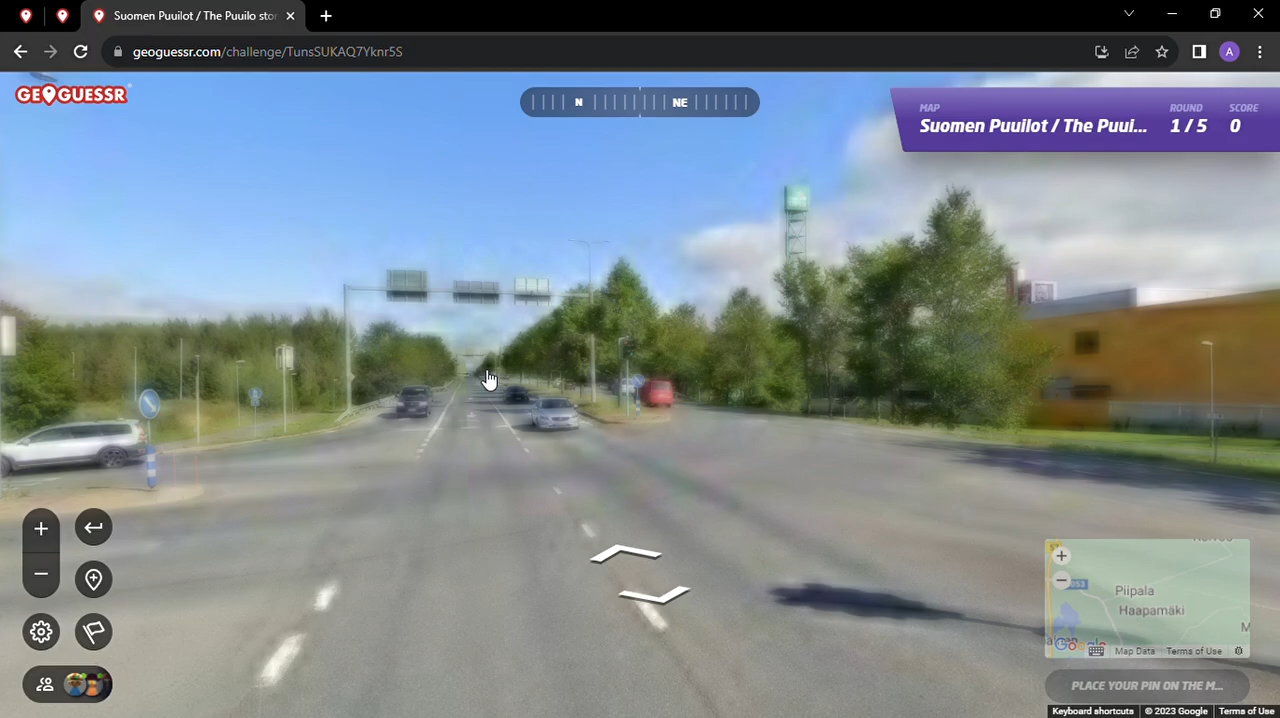 Suomen Puuilot / The Puuilo sto
geoguessr.com/challenge/TunsSUKAQ7Yknr5S
A
GEOGUESSR
N
NE
MAP
ROUND
SCORE
Suomen Puuilot / The Puui...
1 / 5
0
Piipala
Haapamäki
Map Data
Terms of Use
PLACE YOUR PIN ON THE M...
Keyboard shortcuts
© 2023 Google
Terms of Use